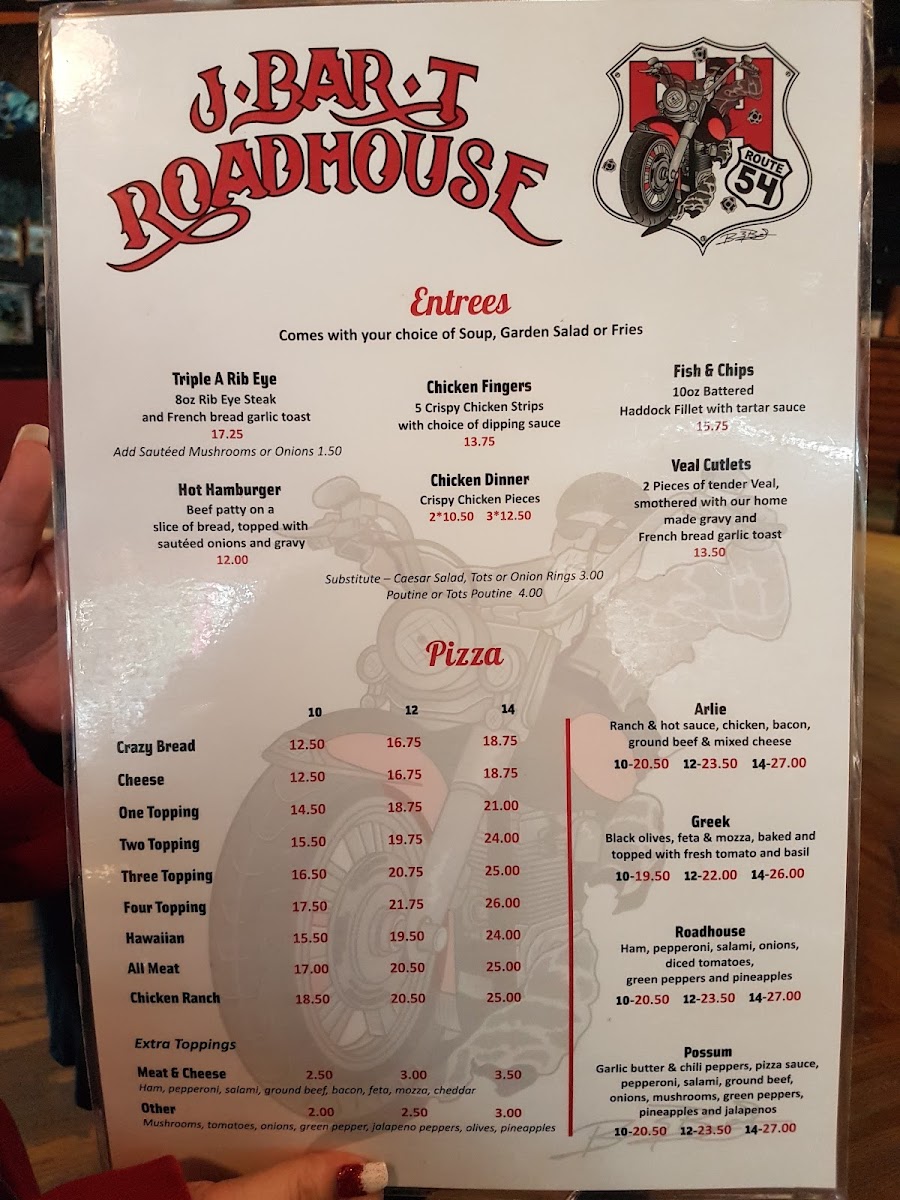 J·BAR·T
ROADHOUSE
ROUTE
54
Entrees
Comes with your choice of Soup, Garden Salad or Fries
Triple A Rib Eye
8oz Rib Eye Steak
and French bread garlic toast
17.25
Add Sautéed Mushrooms or Onions 1.50
Chicken Fingers
5 Crispy Chicken Strips
with choice of dipping sauce
13.75
Fish & Chips
10oz Battered
Haddock Fillet with tartar sauce
15.75
Hot Hamburger
Beef patty on a
slice of bread, topped with
sautéed onions and gravy
12.00
Chicken Dinner
Crispy Chicken Pieces
2*10.50 3*12.50
Veal Cutlets
2 Pieces of tender Veal,
smothered with our home
made gravy and
French bread garlic toast
13.50
Substitute – Caesar Salad, Tots or Onion Rings 3.00
Poutine or Tots Poutine 4.00
Pizza
10 12 14
Crazy Bread 12.50 16.75 18.75
Cheese 12.50 16.75 18.75
One Topping 14.50 18.75 21.00
Two Topping 15.50 19.75 24.00
Three Topping 16.50 20.75 25.00
Four Topping 17.50 21.75 26.00
Hawaiian 15.50 19.50 24.00
All Meat 17.00 20.50 25.00
Chicken Ranch 18.50 20.50 25.00
Extra Toppings
Meat & Cheese 2.50 3.00 3.50
Ham, pepperoni, salami, ground beef, bacon, feta, mozza, cheddar
Other 2.00 2.50 3.00
Mushrooms, tomatoes, onions, green pepper, jalapeno peppers, olives, pineapples
Arlie
Ranch & hot sauce, chicken, bacon,
ground beef & mixed cheese
10-20.50 12-23.50 14-27.00
Greek
Black olives, feta & mozza, baked and
topped with fresh tomato and basil
10-19.50 12-22.00 14-26.00
Roadhouse
Ham, pepperoni, salami, onions,
diced tomatoes,
green peppers and pineapples
10-20.50 12-23.50 14-27.00
Possum
Garlic butter & chili peppers, pizza sauce,
pepperoni, salami, ground beef,
onions, mushrooms, green peppers,
pineapples and jalapenos
10-20.50 12-23.50 14-27.00